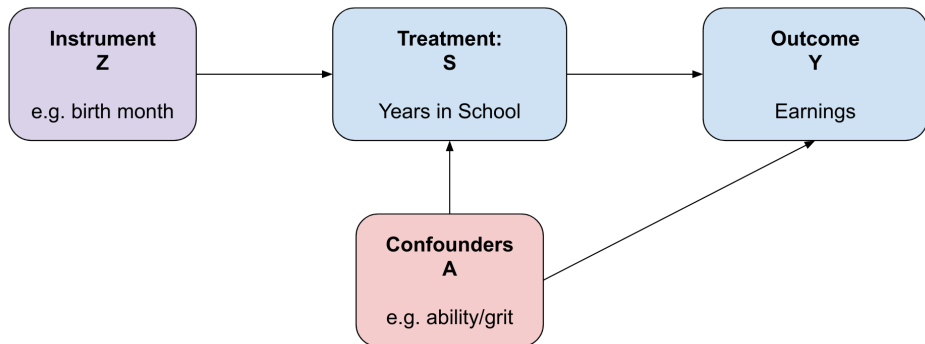 Instrument
Z
e.g. birth month
Treatment:
S
Years in School
Outcome
Y
Earnings
Confounders
A
e.g. ability/grit